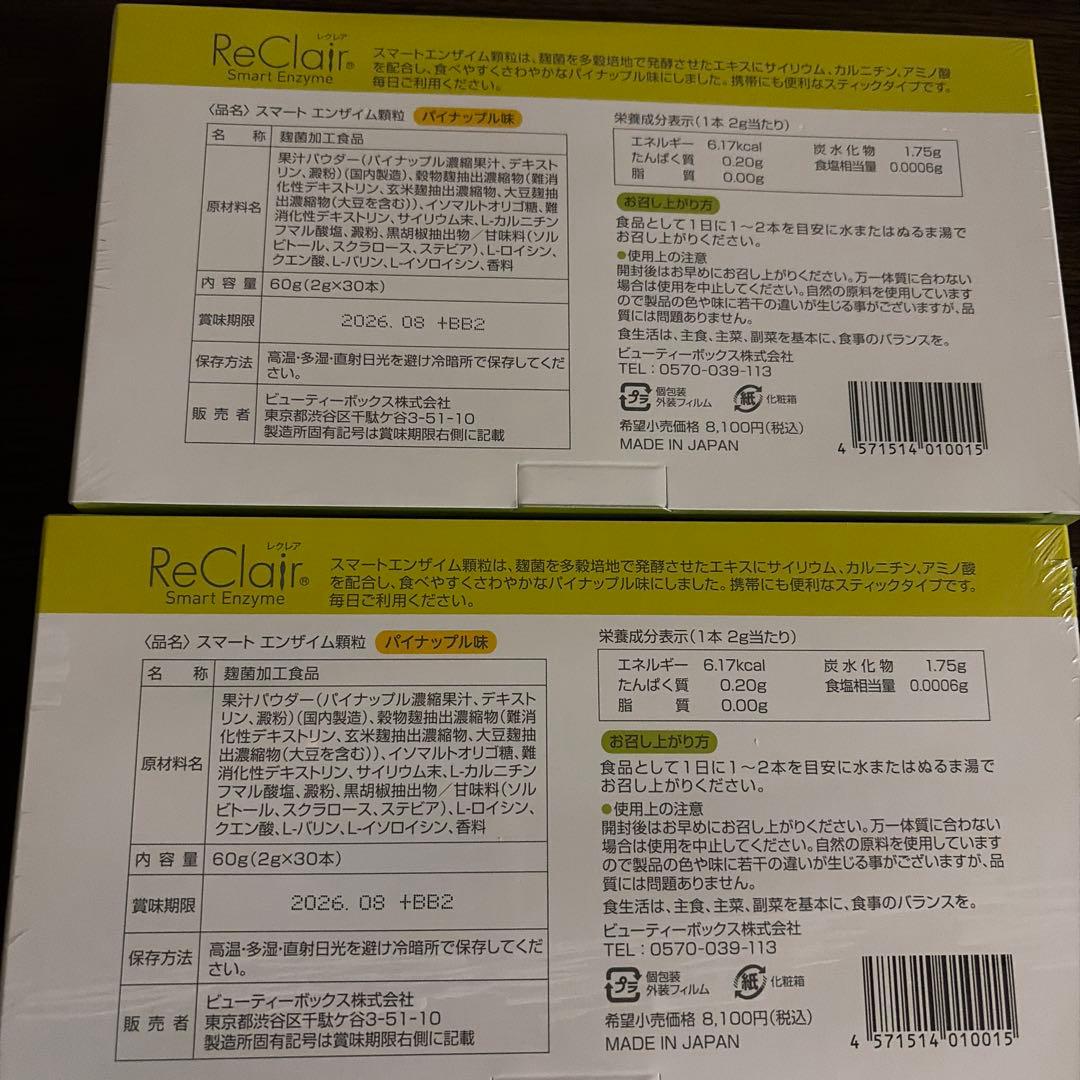 レクレア
ReClair®
Smart Enzyme
スマートエンザイム顆粒は、麹菌を多穀培地で発酵させたエキスにサイリウム、カルニチン、アミノ酸
を配合し、食べやすくさわやかなパイナップル味にしました。携帯にも便利なスティックタイプです。
毎日ご利用ください。
〈品名〉スマート エンザイム顆粒 パイナップル味
名 称 麹菌加工食品
原材料名
果汁パウダー(パイナップル濃縮果汁、デキスト
リン、澱粉)(国内製造)、穀物麹抽出濃縮物(難消
化性デキストリン、玄米麹抽出濃縮物、大豆麹抽
出濃縮物(大豆を含む))、イソマルトオリゴ糖、難
消化性デキストリン、サイリウム末、L-カルニチン
フマル酸塩、澱粉、黒胡椒抽出物/甘味料(ソル
ビトール、スクラロース、ステビア)、L-ロイシン、
クエン酸、L-バリン、L-イソロイシン、香料
内 容 量 60g(2g×30本)
賞味期限 2026. 08 +BB2
保存方法 高温・多湿・直射日光を避け冷暗所で保存してくだ
さい。
販 売 者
ビューティーボックス株式会社
東京都渋谷区千駄ケ谷3-51-10
製造所固有記号は賞味期限右側に記載
栄養成分表示(1本 2g当たり)
エネルギー 6.17kcal 炭水化物 1.75g
たんぱく質 0.20g 食塩相当量 0.0006g
脂 質 0.00g
お召し上がり方
食品として1日に1〜2本を目安に水またはぬるま湯で
お召し上がりください。
●使用上の注意
開封後はお早めにお召し上がりください。万一体質に合わない
場合は使用を中止してください。自然の原料を使用しています
ので製品の色や味に若干の違いが生じる事がございますが、品
質には問題ありません。
食生活は、主食、主菜、副菜を基本に、食事のバランスを。
ビューティーボックス株式会社
TEL:0570-039-113
プラ 個包装
外装フィルム
紙 化粧箱
希望小売価格 8,100円(税込)
MADE IN JAPAN
4 571514 010015
レクレア
ReClair®
Smart Enzyme
スマートエンザイム顆粒は、麹菌を多穀培地で発酵させたエキスにサイリウム、カルニチン、アミノ酸
を配合し、食べやすくさわやかなパイナップル味にしました。携帯にも便利なスティックタイプです。
毎日ご利用ください。
〈品名〉スマート エンザイム顆粒 パイナップル味
名 称 麹菌加工食品
原材料名
果汁パウダー(パイナップル濃縮果汁、デキスト
リン、澱粉)(国内製造)、穀物麹抽出濃縮物(難消
化性デキストリン、玄米麹抽出濃縮物、大豆麹抽
出濃縮物(大豆を含む))、イソマルトオリゴ糖、難
消化性デキストリン、サイリウム末、L-カルニチン
フマル酸塩、澱粉、黒胡椒抽出物/甘味料(ソル
ビトール、スクラロース、ステビア)、L-ロイシン、
クエン酸、L-バリン、L-イソロイシン、香料
内 容 量 60g(2g×30本)
賞味期限 2026. 08 +BB2
保存方法 高温・多湿・直射日光を避け冷暗所で保存してくだ
さい。
販 売 者
ビューティーボックス株式会社
東京都渋谷区千駄ケ谷3-51-10
製造所固有記号は賞味期限右側に記載
栄養成分表示(1本 2g当たり)
エネルギー 6.17kcal 炭水化物 1.75g
たんぱく質 0.20g 食塩相当量 0.0006g
脂 質 0.00g
お召し上がり方
食品として1日に1〜2本を目安に水またはぬるま湯で
お召し上がりください。
●使用上の注意
開封後はお早めにお召し上がりください。万一体質に合わない
場合は使用を中止してください。自然の原料を使用しています
ので製品の色や味に若干の違いが生じる事がございますが、品
質には問題ありません。
食生活は、主食、主菜、副菜を基本に、食事のバランスを。
ビューティーボックス株式会社
TEL:0570-039-113
プラ 個包装
外装フィルム
紙 化粧箱
希望小売価格 8,100円(税込)
MADE IN JAPAN
4 571514 010015